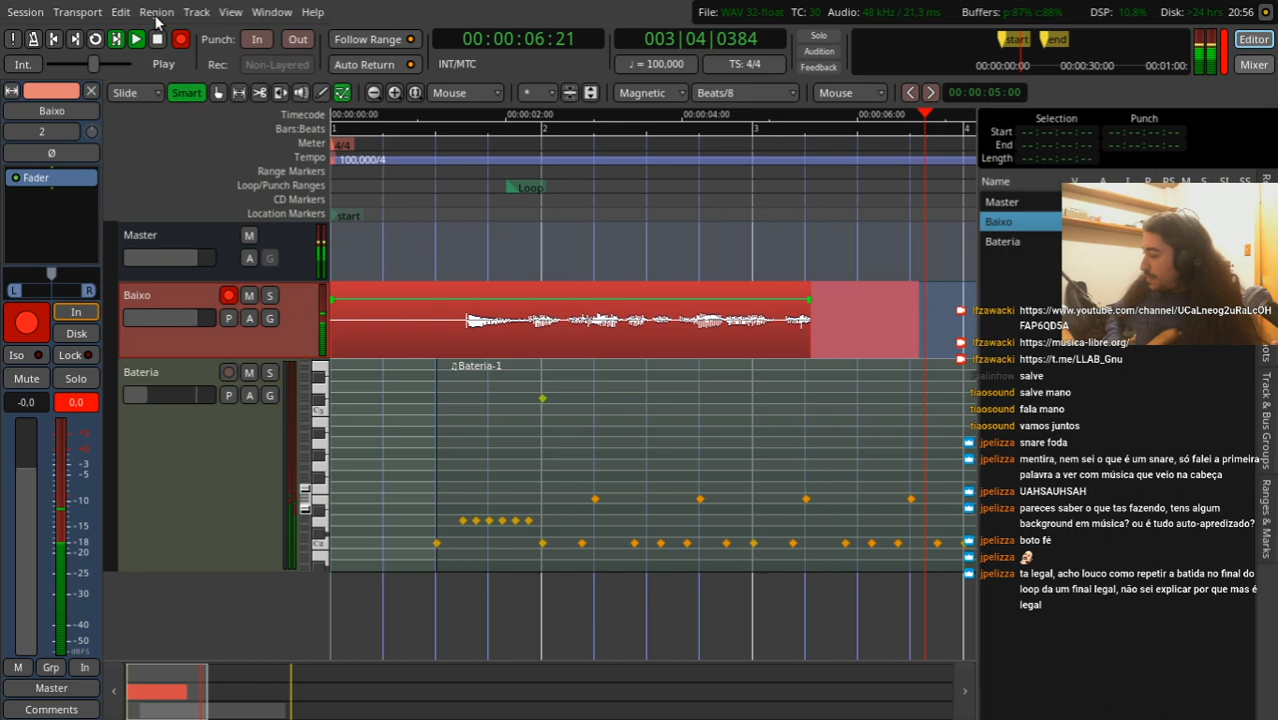 Session Transport Edit Region Track View Window Help File: WAV 32-float TC: 30 Audio: 48 kHz / 21,3 ms Buffers: p:87% c:88% DSP: 10,8% Disk: >24 hrs 20:56
Punch: In Out Follow Range 00:00:06:21 003|04|0384 Solo start end Editor
Audition
Int. Play Rec: Non-Layered Auto Return INT/MTC ♩ = 100,000 TS: 4/4 Feedback 00:00:00:00 00:00:30:00 00:01:00: Mixer
Slide Smart Mouse * Magnetic Beats/8 Mouse 00:00:05:00
Baixo Timecode 00:00:00:00 00:00:02:00 00:00:04:00 00:00:06:00 Selection Punch
2 Bars:Beats 1 2 3 4 Start --:--:--:-- --:--:--:--
Ø Meter 4/4 End --:--:--:-- --:--:--:--
Tempo 100,000/4 Length --:--:--:--
Fader Range Markers Name V A I R PS M S SI SS
Loop/Punch Ranges Loop Master
CD Markers
Location Markers start Baixo
Master M Bateria
A G
L R
Baixo M S
In P A G
Disk
Iso Lock
Mute Solo
-0,0 0,0
Bateria M S ♫Bateria-1
P A G
C3
C2
+3
+0
-3
-5
-10
-15
-18
-20
-25
-30
-40
-50
dBFS
M Grp In
Master
Comments
lfzawacki https://www.youtube.com/channel/UCaLneog2uRaLcOH
FAP6QD5A
lfzawacki https://musica-libre.org/
lfzawacki https://t.me/LLAB_Gnu
salve
tiaosound salve mano
tiaosound fala mano
tiaosound vamos juntos
jpelizza snare foda
jpelizza mentira, nem sei o que é um snare, só falei a primeira
palavra a ver com música que veio na cabeça
jpelizza UAHSAUHSAH
jpelizza pareces saber o que tas fazendo, tens algum
background em música? ou é tudo auto-apredizado?
jpelizza boto fé
jpelizza
jpelizza ta legal, acho louco como repetir a batida no final do
loop da um final legal, não sei explicar por que mas é
legal
Track & Bus Groups
Ranges & Marks